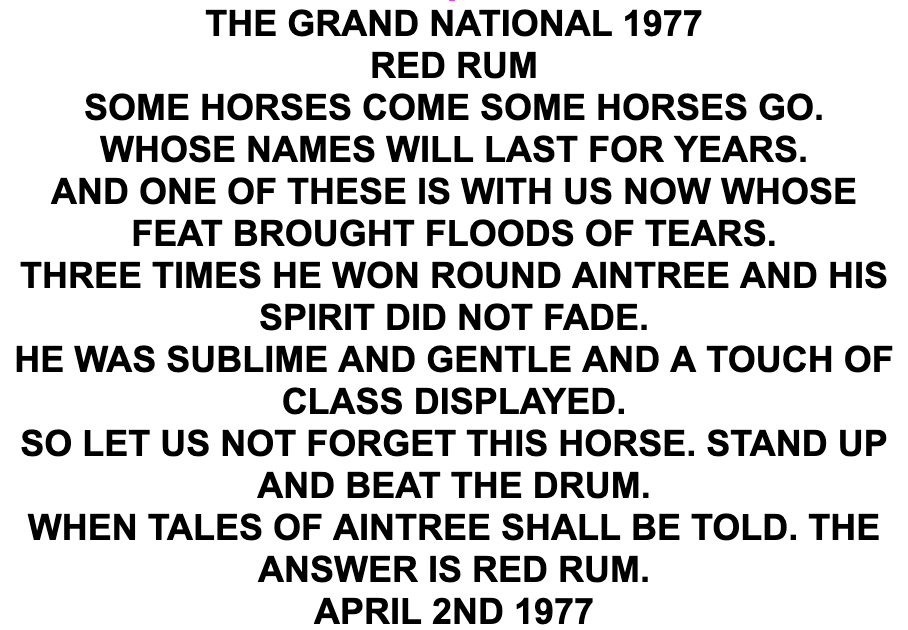 THE GRAND NATIONAL 1977
RED RUM
SOME HORSES COME SOME HORSES GO.
WHOSE NAMES WILL LAST FOR YEARS.
AND ONE OF THESE IS WITH US NOW WHOSE
FEAT BROUGHT FLOODS OF TEARS.
THREE TIMES HE WON ROUND AINTREE AND HIS
SPIRIT DID NOT FADE.
HE WAS SUBLIME AND GENTLE AND A TOUCH OF
CLASS DISPLAYED.
SO LET US NOT FORGET THIS HORSE. STAND UP
AND BEAT THE DRUM.
WHEN TALES OF AINTREE SHALL BE TOLD. THE
ANSWER IS RED RUM.
APRIL 2ND 1977